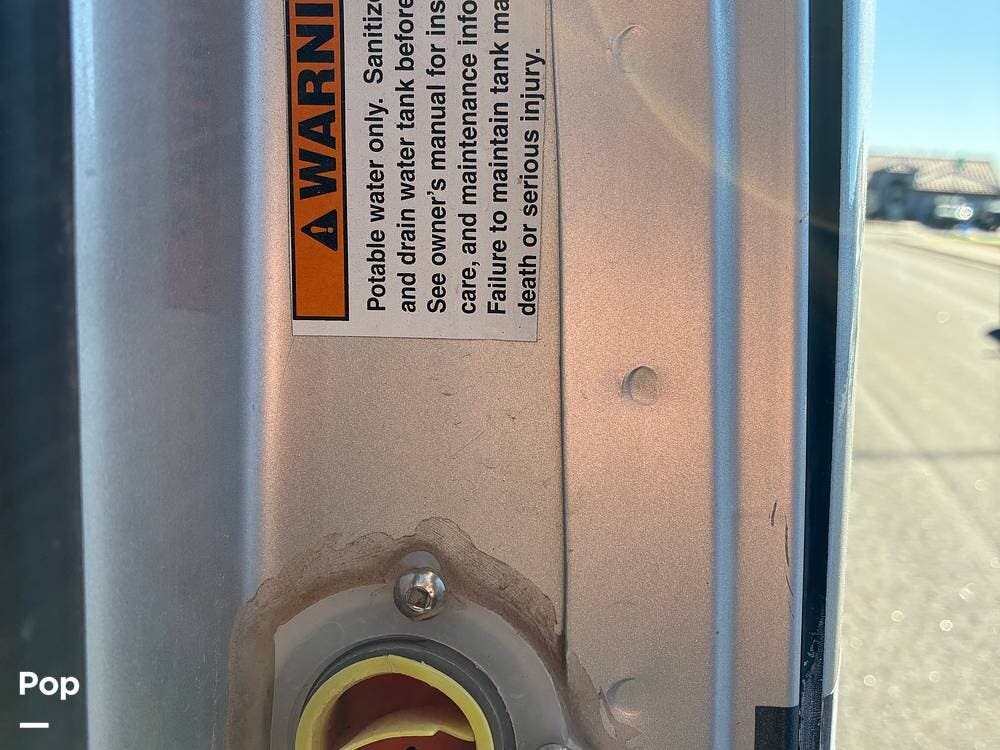 ⚠WARNI
Potable water only. Sanitize
and drain water tank before
See owner's manual for ins
care, and maintenance info
Failure to maintain tank ma
death or serious injury.
Pop